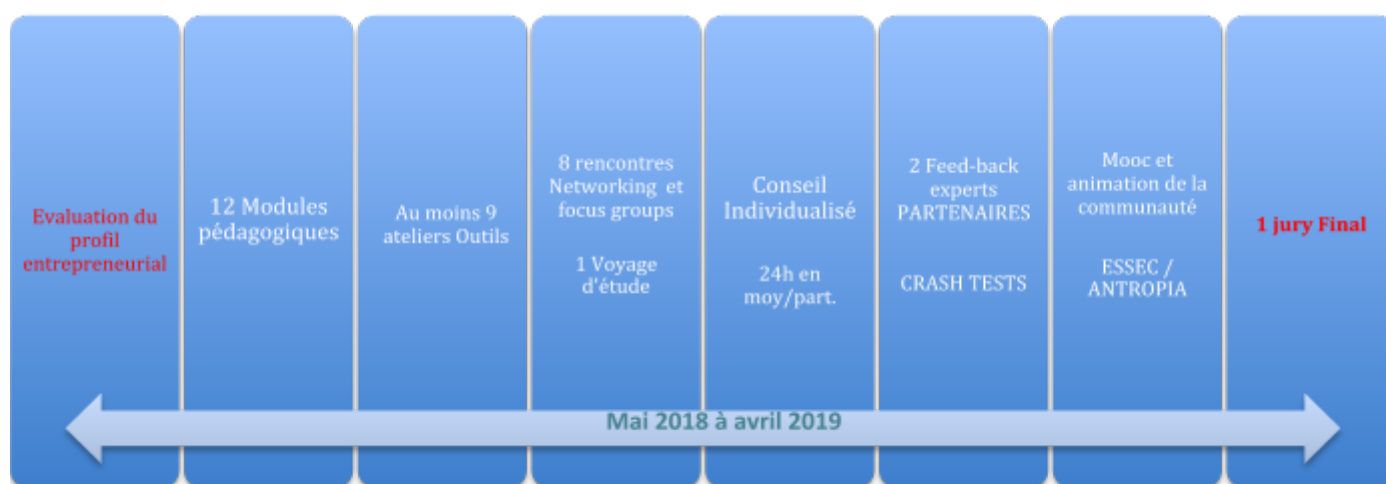 Evaluation du
profil
entrepreneurial
12 Modules
pédagogiques
Au moins 9
ateliers Outils
8 rencontres
Networking et
focus groups
1 Voyage
d'étude
Conseil
Individualisé
24h en
moy/part.
2 Feed-back
experts
PARTENAIRES
CRASH TESTS
Mooc et
animation de la
communauté
ESSEC /
ANTROPIA
1 jury Final
Mai 2018 à avril 2019